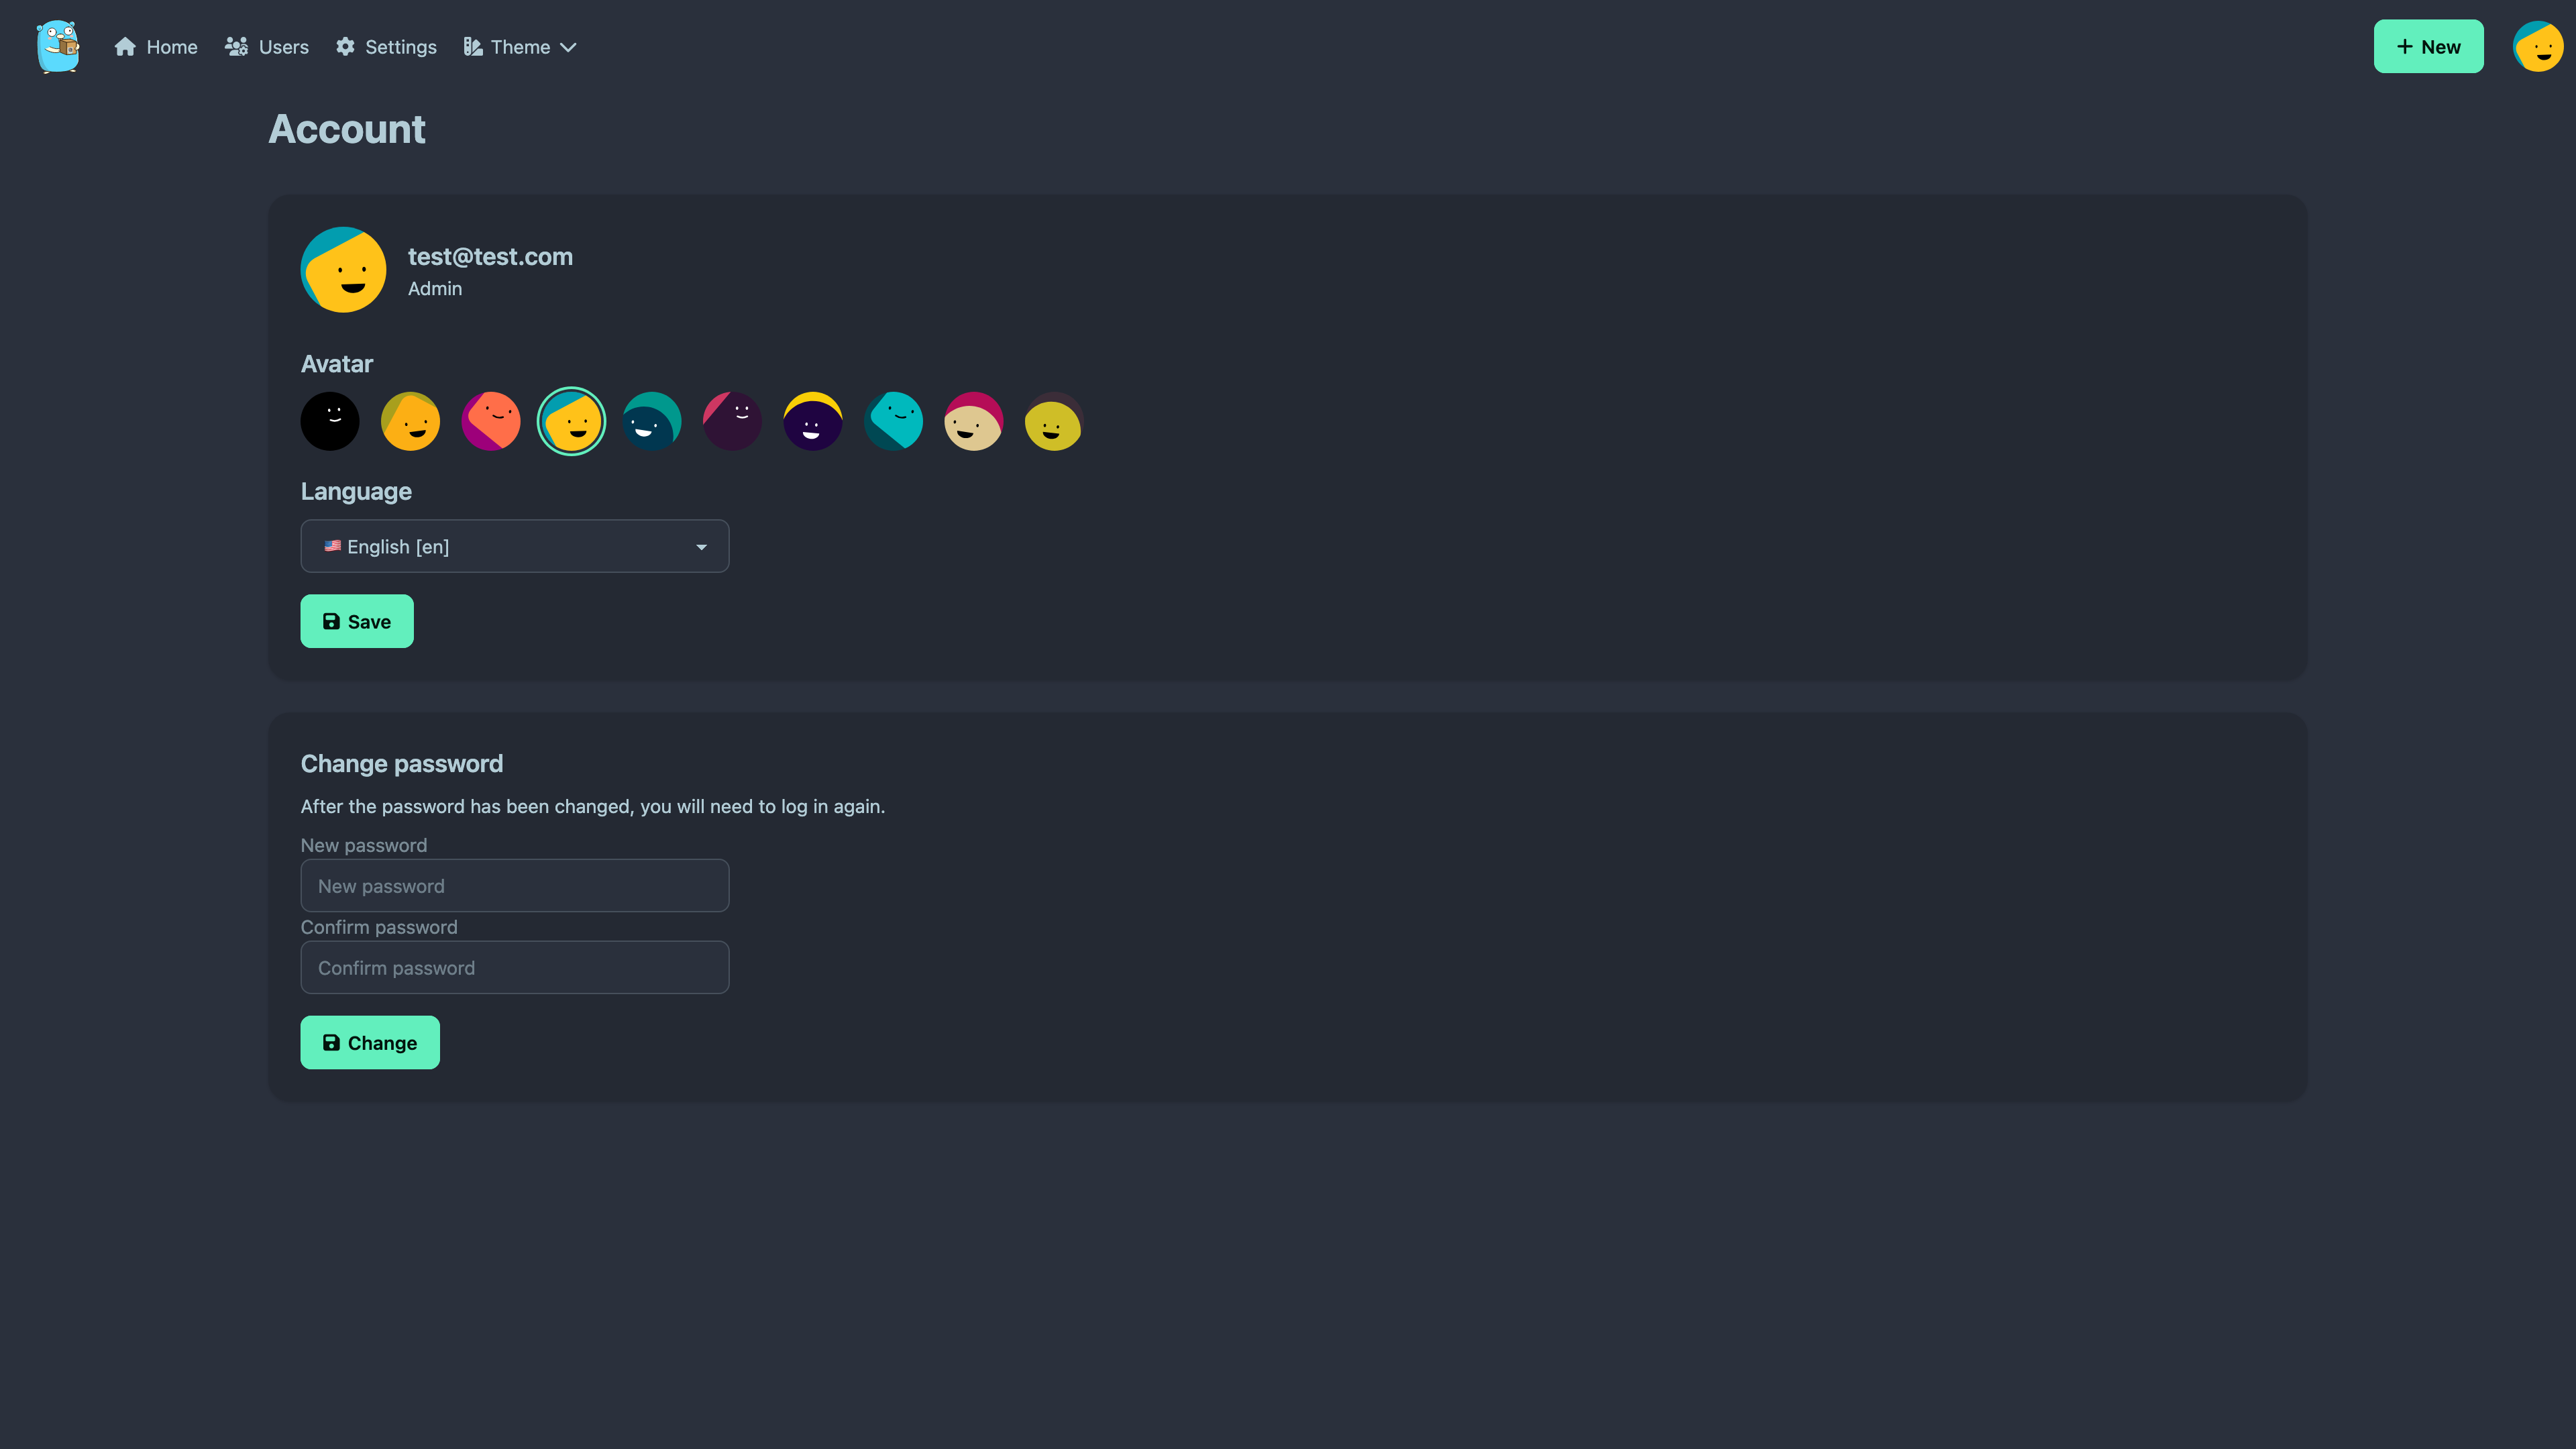 Home Users Settings Theme New
Account
test@test.com
Admin
Avatar
Language
English [en]
Save
Change password
After the password has been changed, you will need to log in again.
New password
New password
Confirm password
Confirm password
Change